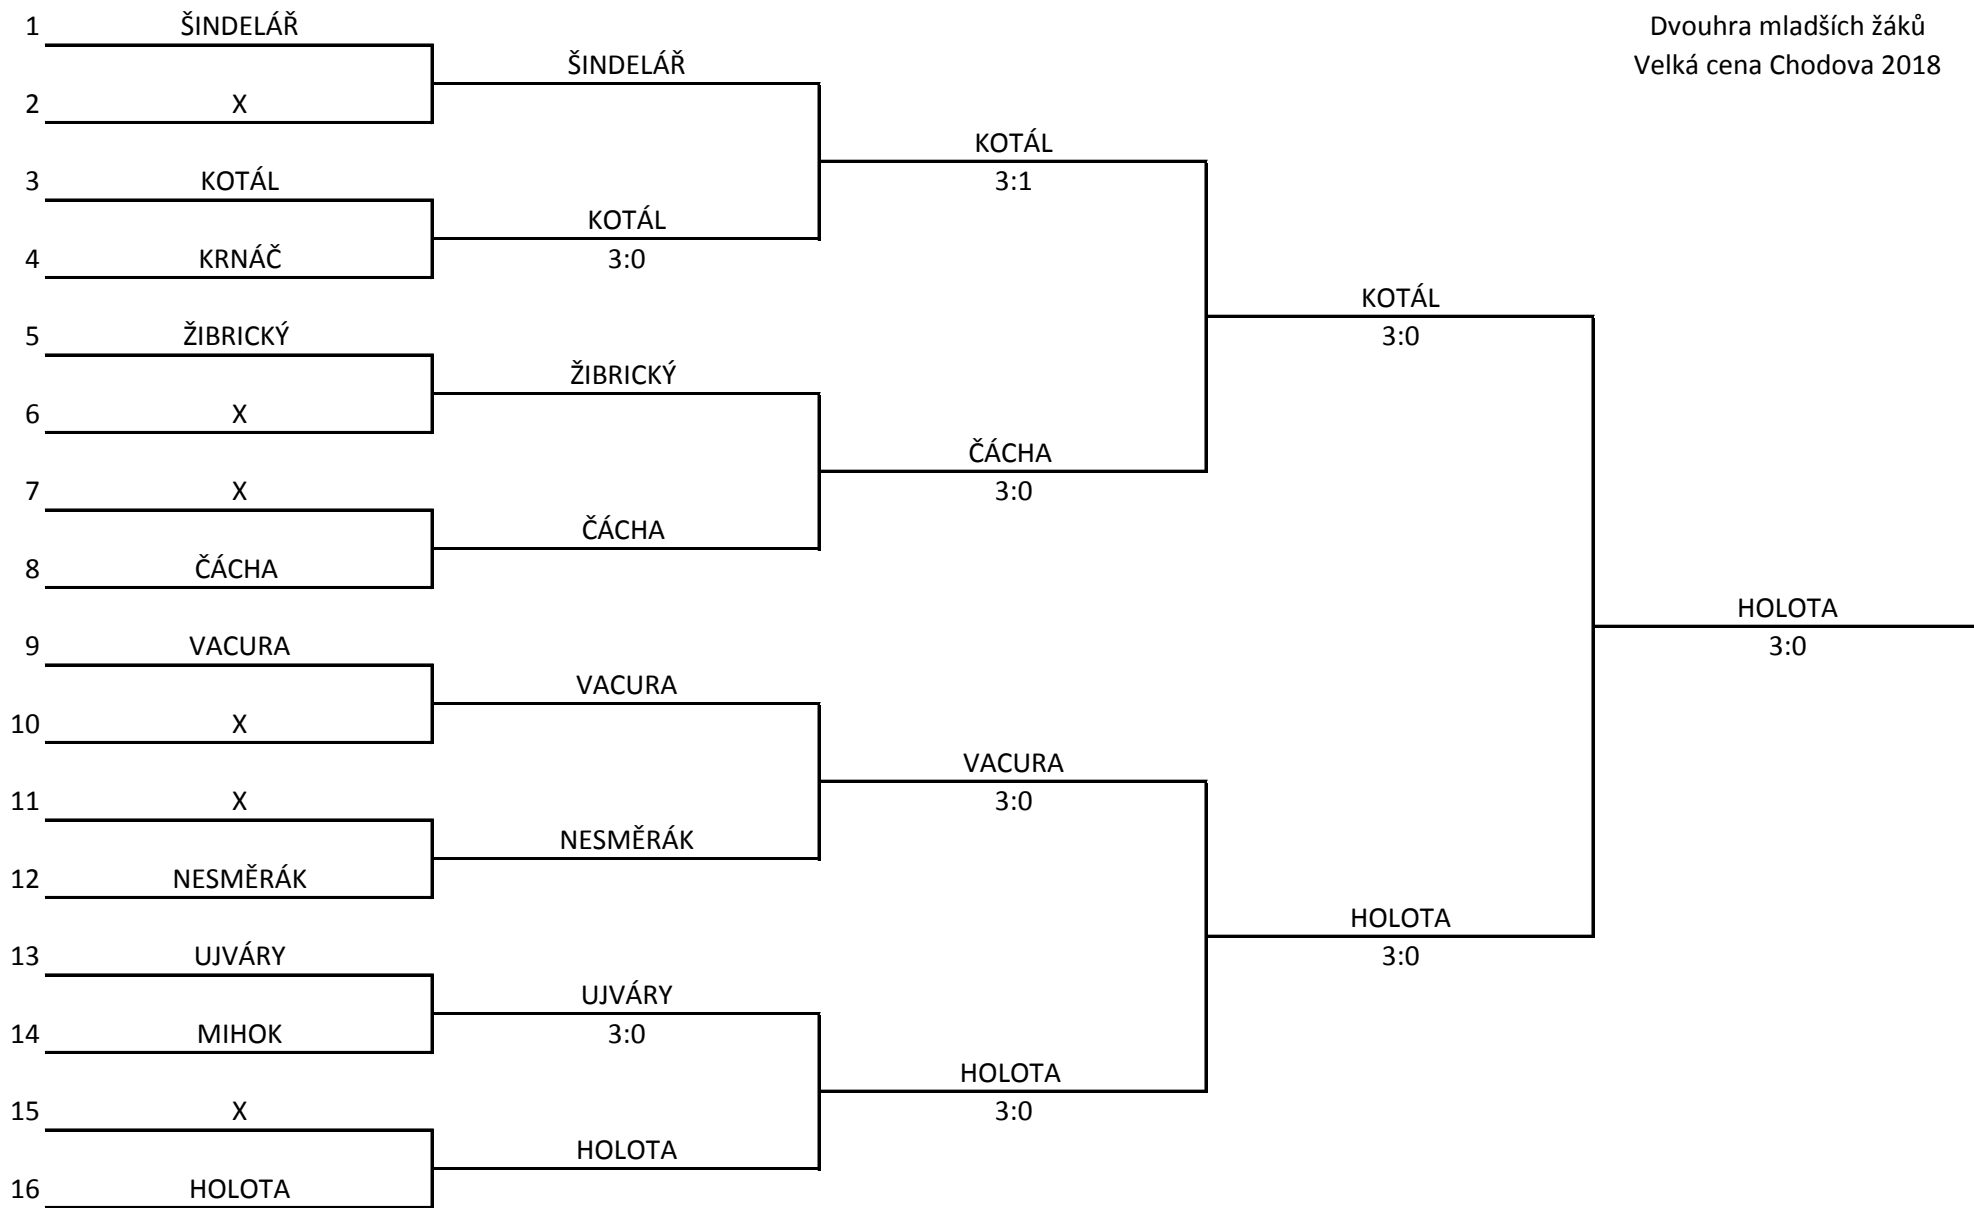 Dvouhra mladších žáků
Velká cena Chodova 2018
1 ŠINDELÁŘ
2 X
3 KOTÁL
4 KRNÁČ
5 ŽIBRICKÝ
6 X
7 X
8 ČÁCHA
9 VACURA
10 X
11 X
12 NESMĚRÁK
13 UJVÁRY
14 MIHOK
15 X
16 HOLOTA
ŠINDELÁŘ
KOTÁL
3:0
ŽIBRICKÝ
ČÁCHA
VACURA
NESMĚRÁK
UJVÁRY
3:0
HOLOTA
KOTÁL
3:1
ČÁCHA
3:0
VACURA
3:0
HOLOTA
3:0
KOTÁL
3:0
HOLOTA
3:0
HOLOTA
3:0